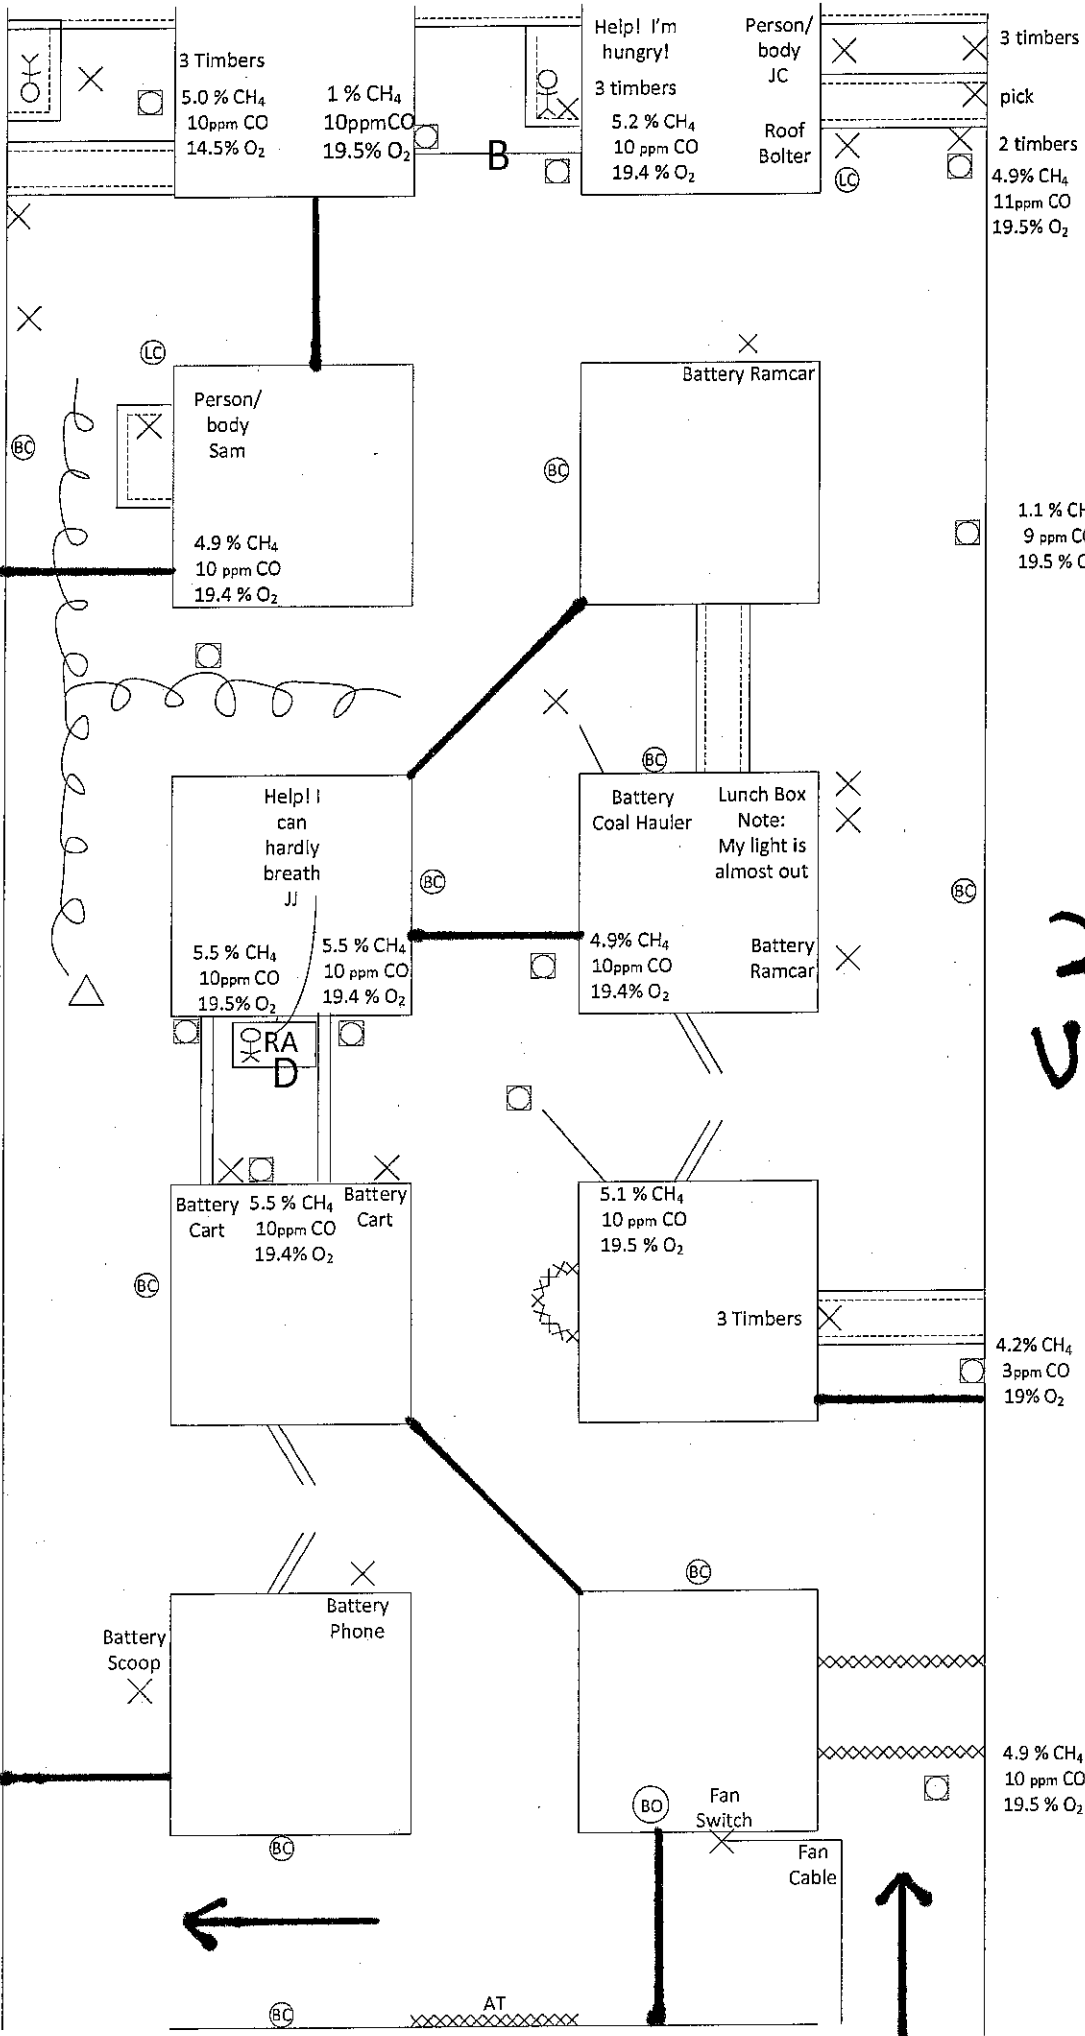 3 Timbers
5.0 % CH₄
10ppm CO
14.5% O₂
1 % CH₄
10ppmCO
19.5% O₂
B
Help! I'm
hungry!
3 timbers
5.2 % CH₄
10 ppm CO
19.4 % O₂
Person/
body
JC
Roof
Bolter
LC
3 timbers
pick
2 timbers
4.9% CH₄
11ppm CO
19.5% O₂
LC
BC
Person/
body
Sam
4.9 % CH₄
10 ppm CO
19.4 % O₂
Battery Ramcar
BC
1.1 % CH
9 ppm CO
19.5 %
Help! I
can
hardly
breath
JJ
5.5 % CH₄
10ppm CO
19.5% O₂
5.5 % CH₄
10 ppm CO
19.4 % O₂
BC
BC
Battery
Coal Hauler
Lunch Box
Note:
My light is
almost out
4.9% CH₄
10ppm CO
19.4% O₂
Battery
Ramcar
BC
RA
D
Battery
Cart
5.5 % CH₄
10ppm CO
19.4% O₂
Battery
Cart
BC
5.1 % CH₄
10 ppm CO
19.5 % O₂
3 Timbers
4.2% CH₄
3ppm CO
19% O₂
Battery
Phone
Battery
Scoop
BC
BC
BO
Fan
Switch
Fan
Cable
4.9 % CH₄
10 ppm CO
19.5 % O₂
BC
AT